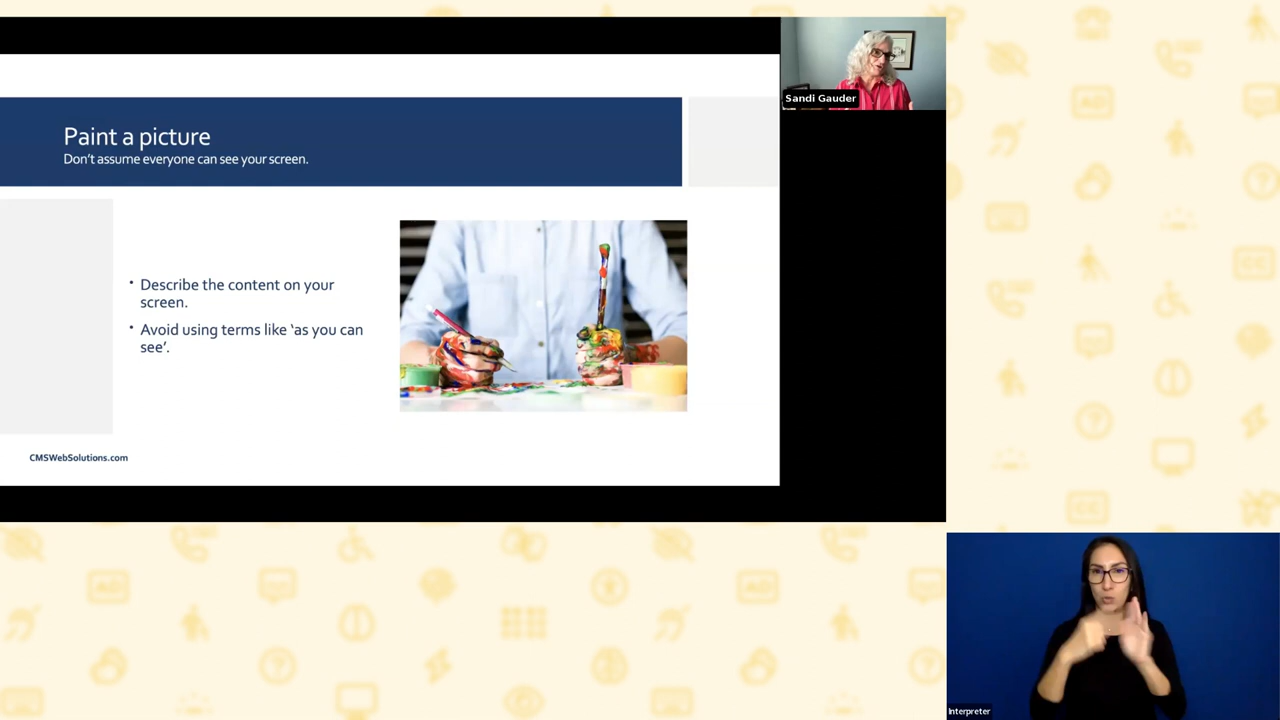 Sandi Gauder
Paint a picture
Don't assume everyone can see your screen.
• Describe the content on your
screen.
• Avoid using terms like ‘as you can
see’.
CMSWebSolutions.com
Interpreter